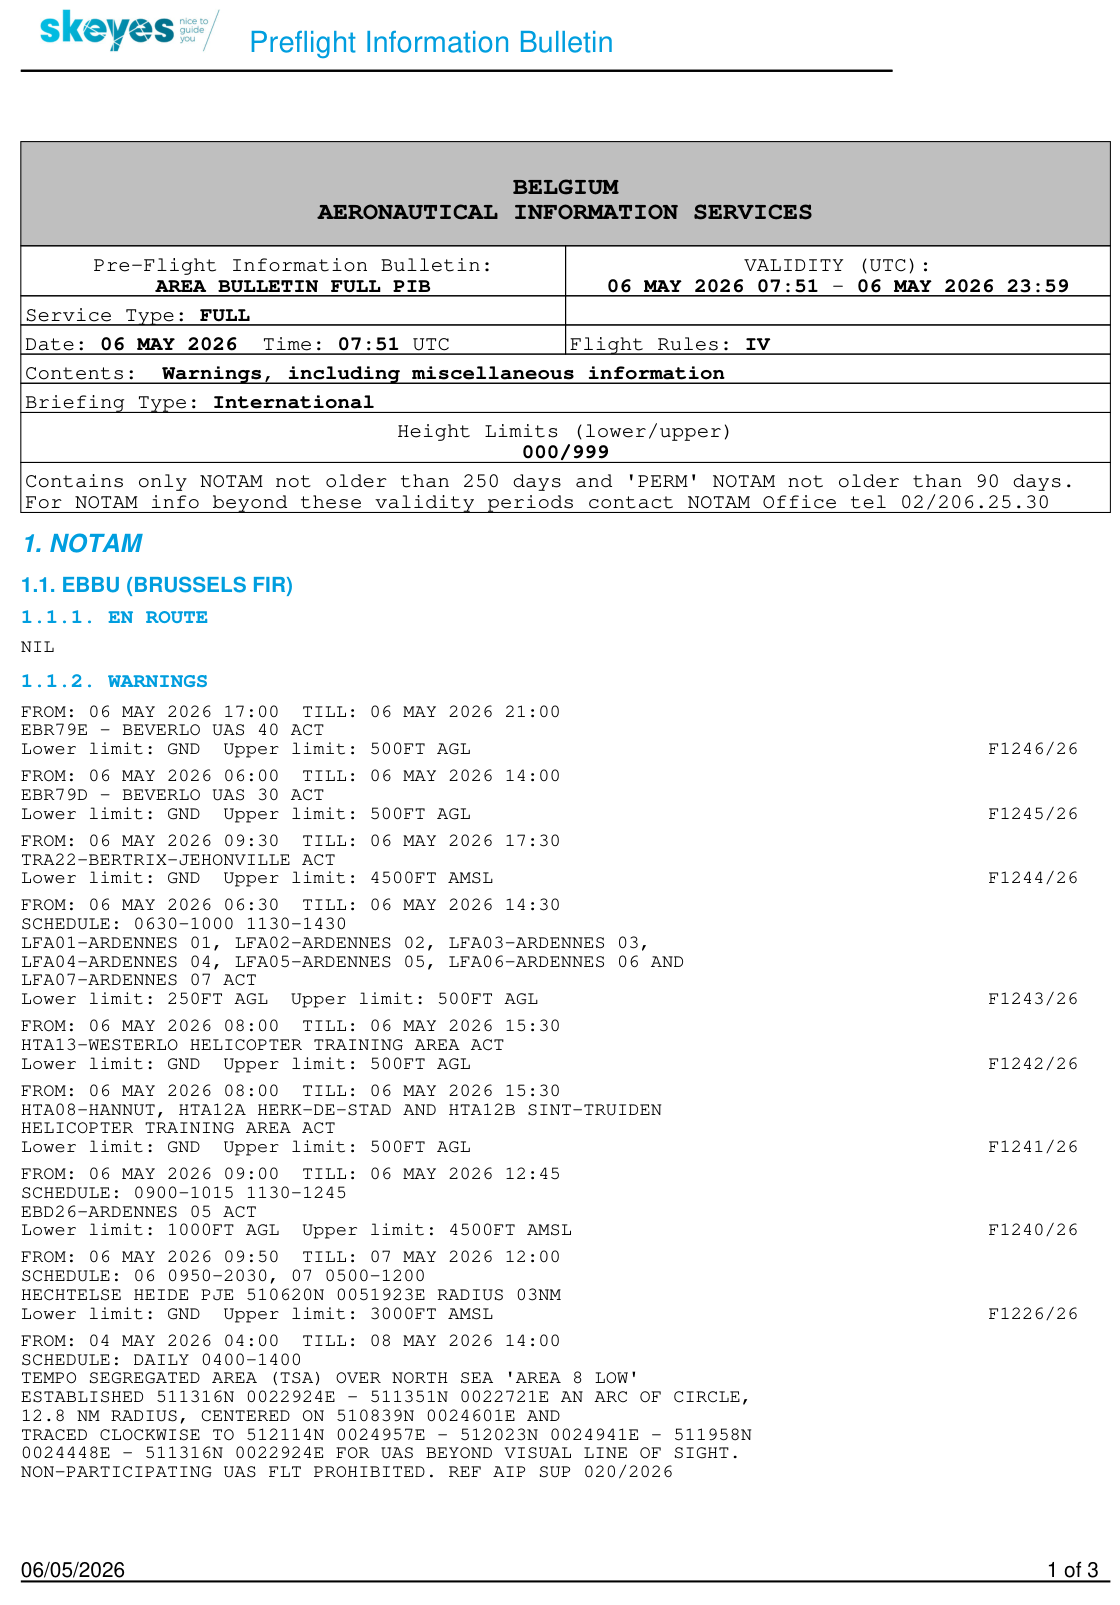 skeyes nice to guide you
Preflight Information Bulletin
BELGIUM
AERONAUTICAL INFORMATION SERVICES
Pre-Flight Information Bulletin:
AREA BULLETIN FULL PIB
VALIDITY (UTC):
06 MAY 2026 07:51 - 06 MAY 2026 23:59
Service Type: FULL
Date: 06 MAY 2026 Time: 07:51 UTC
Flight Rules: IV
Contents: Warnings, including miscellaneous information
Briefing Type: International
Height Limits (lower/upper)
000/999
Contains only NOTAM not older than 250 days and 'PERM' NOTAM not older than 90 days.
For NOTAM info beyond these validity periods contact NOTAM Office tel 02/206.25.30
1. NOTAM
1.1. EBBU (BRUSSELS FIR)
1.1.1. EN ROUTE
NIL
1.1.2. WARNINGS
FROM: 06 MAY 2026 17:00 TILL: 06 MAY 2026 21:00
EBR79E - BEVERLO UAS 40 ACT
Lower limit: GND Upper limit: 500FT AGL F1246/26
FROM: 06 MAY 2026 06:00 TILL: 06 MAY 2026 14:00
EBR79D - BEVERLO UAS 30 ACT
Lower limit: GND Upper limit: 500FT AGL F1245/26
FROM: 06 MAY 2026 09:30 TILL: 06 MAY 2026 17:30
TRA22-BERTRIX-JEHONVILLE ACT
Lower limit: GND Upper limit: 4500FT AMSL F1244/26
FROM: 06 MAY 2026 06:30 TILL: 06 MAY 2026 14:30
SCHEDULE: 0630-1000 1130-1430
LFA01-ARDENNES 01, LFA02-ARDENNES 02, LFA03-ARDENNES 03,
LFA04-ARDENNES 04, LFA05-ARDENNES 05, LFA06-ARDENNES 06 AND
LFA07-ARDENNES 07 ACT
Lower limit: 250FT AGL Upper limit: 500FT AGL F1243/26
FROM: 06 MAY 2026 08:00 TILL: 06 MAY 2026 15:30
HTA13-WESTERLO HELICOPTER TRAINING AREA ACT
Lower limit: GND Upper limit: 500FT AGL F1242/26
FROM: 06 MAY 2026 08:00 TILL: 06 MAY 2026 15:30
HTA08-HANNUT, HTA12A HERK-DE-STAD AND HTA12B SINT-TRUIDEN
HELICOPTER TRAINING AREA ACT
Lower limit: GND Upper limit: 500FT AGL F1241/26
FROM: 06 MAY 2026 09:00 TILL: 06 MAY 2026 12:45
SCHEDULE: 0900-1015 1130-1245
EBD26-ARDENNES 05 ACT
Lower limit: 1000FT AGL Upper limit: 4500FT AMSL F1240/26
FROM: 06 MAY 2026 09:50 TILL: 07 MAY 2026 12:00
SCHEDULE: 06 0950-2030, 07 0500-1200
HECHTELSE HEIDE PJE 510620N 0051923E RADIUS 03NM
Lower limit: GND Upper limit: 3000FT AMSL F1226/26
FROM: 04 MAY 2026 04:00 TILL: 08 MAY 2026 14:00
SCHEDULE: DAILY 0400-1400
TEMPO SEGREGATED AREA (TSA) OVER NORTH SEA 'AREA 8 LOW'
ESTABLISHED 511316N 0022924E - 511351N 0022721E AN ARC OF CIRCLE,
12.8 NM RADIUS, CENTERED ON 510839N 0024601E AND
TRACED CLOCKWISE TO 512114N 0024957E - 512023N 0024941E - 511958N
0024448E - 511316N 0022924E FOR UAS BEYOND VISUAL LINE OF SIGHT.
NON-PARTICIPATING UAS FLT PROHIBITED. REF AIP SUP 020/2026
06/05/2026
1 of 3